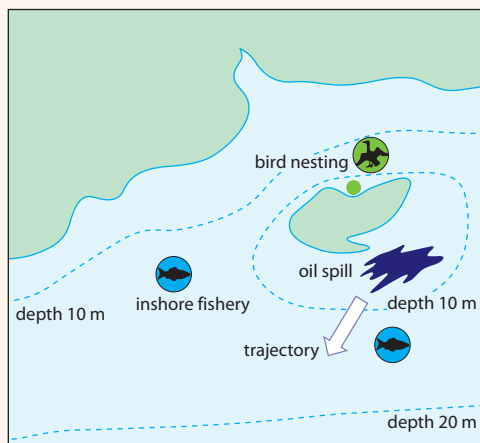 bird nesting
oil spill
inshore fishery
depth 10 m
depth 10 m
trajectory
depth 20 m